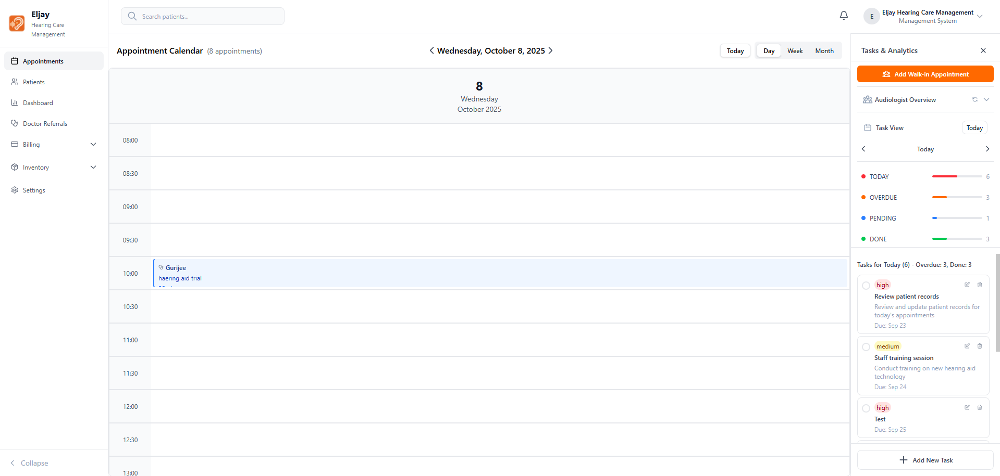 Eljay
Hearing Care
Management
Appointments
Patients
Dashboard
Doctor Referrals
Billing
Inventory
Settings
Collapse
Search patients...
E
Eljay Hearing Care Management
Management System
Appointment Calendar (8 appointments)
Wednesday, October 8, 2025
Today
Day
Week
Month
8
Wednesday
October 2025
08:00
08:30
09:00
09:30
10:00
Gurijee
haering aid trial
10:30
11:00
11:30
12:00
12:30
13:00
Tasks & Analytics
Add Walk-in Appointment
Audiologist Overview
Task View
Today
Today
TODAY 6
OVERDUE 3
PENDING 1
DONE 3
Tasks for Today (6) - Overdue: 3, Done: 3
high
Review patient records
Review and update patient records for
today's appointments
Due: Sep 23
medium
Staff training session
Conduct training on new hearing aid
technology
Due: Sep 24
high
Test
Due: Sep 25
Add New Task